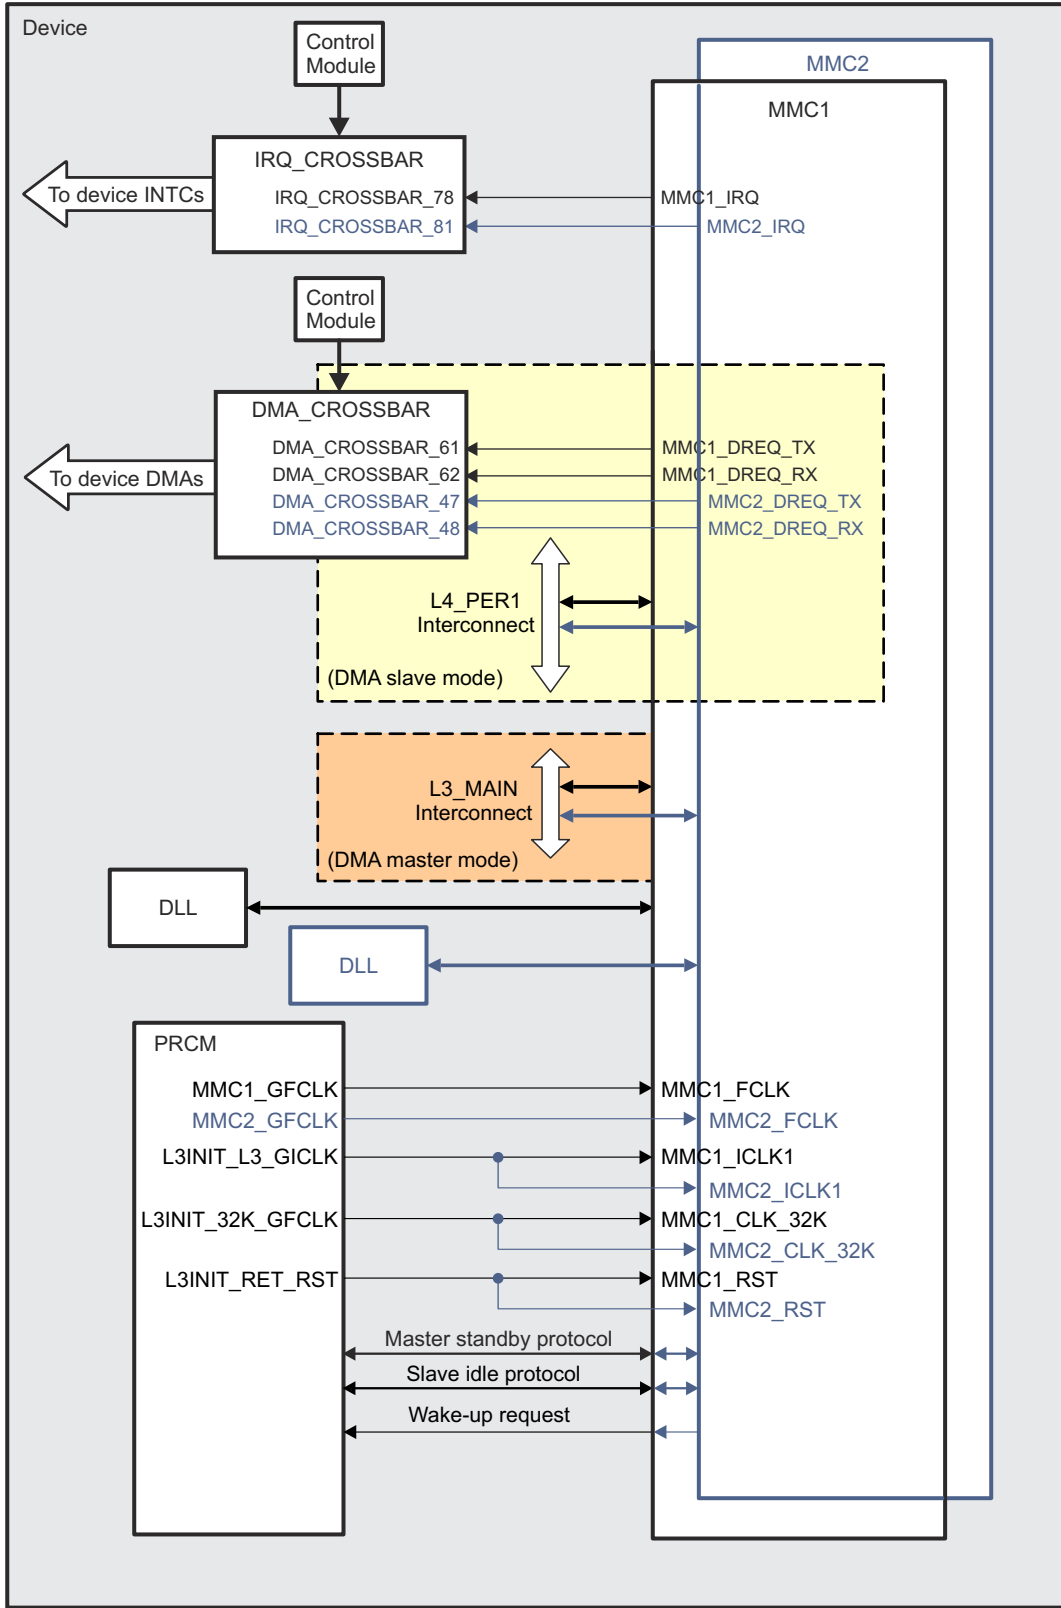 Device
Control
Module
MMC2
MMC1
IRQ_CROSSBAR
To device INTCs
IRQ_CROSSBAR_78
MMC1_IRQ
IRQ_CROSSBAR_81
MMC2_IRQ
Control
Module
DMA_CROSSBAR
To device DMAs
DMA_CROSSBAR_61
MMC1_DREQ_TX
DMA_CROSSBAR_62
MMC1_DREQ_RX
DMA_CROSSBAR_47
MMC2_DREQ_TX
DMA_CROSSBAR_48
MMC2_DREQ_RX
L4_PER1
Interconnect
(DMA slave mode)
L3_MAIN
Interconnect
(DMA master mode)
DLL
DLL
PRCM
MMC1_GFCLK
MMC1_FCLK
MMC2_GFCLK
MMC2_FCLK
L3INIT_L3_GICLK
MMC1_ICLK1
MMC2_ICLK1
L3INIT_32K_GFCLK
MMC1_CLK_32K
MMC2_CLK_32K
L3INIT_RET_RST
MMC1_RST
MMC2_RST
Master standby protocol
Slave idle protocol
Wake-up request